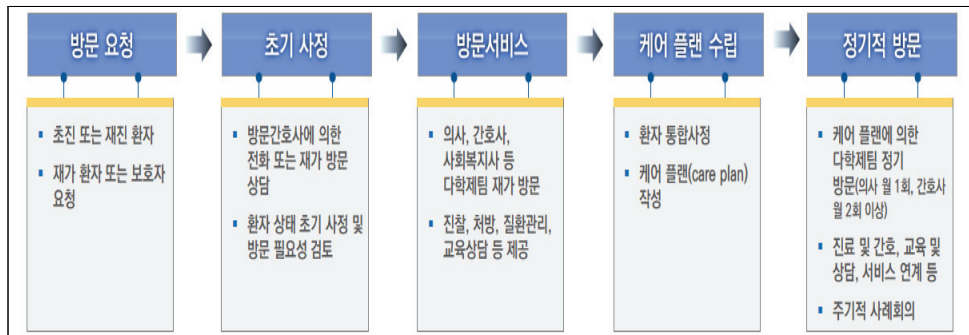 방문 요청
초진 또는 재진 환자
재가 환자 또는 보호자
요청
초기 사정
방문간호사에 의한
전화 또는 재가 방문
상담
환자 상태 초기 사정 및
방문 필요성 검토
방문서비스
의사, 간호사,
사회복지사 등
다학제팀 재가 방문
진찰, 처방, 질환관리,
교육상담 등 제공
케어 플랜 수립
환자 통합사정
케어 플랜(care plan)
작성
정기적 방문
케어 플랜에 의한
다학제팀 정기
방문(의사 월 1회, 간호사
월 2회 이상)
진료 및 간호, 교육 및
상담, 서비스 연계 등
주기적 사례회의